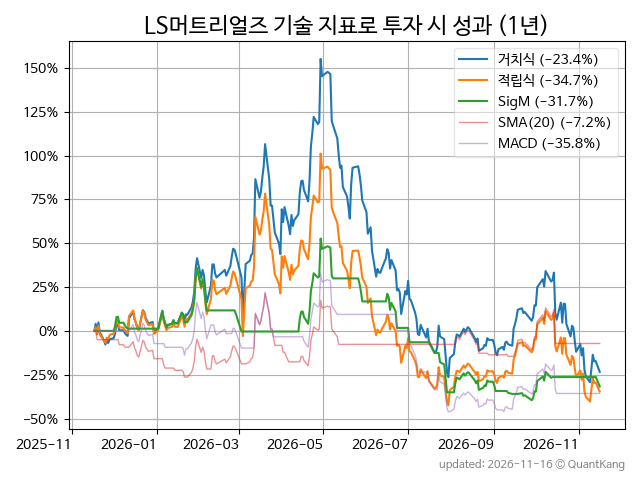 LS머트리얼즈 기술 지표로 투자 시 성과 (1년)
거치식 (-23.4%)
적립식 (-34.7%)
SigM (-31.7%)
SMA(20) (-7.2%)
MACD (-35.8%)
150%
125%
100%
75%
50%
25%
0%
-25%
-50%
2025-11 2026-01 2026-03 2026-05 2026-07 2026-09 2026-11
updated: 2026-11-16 © QuantKang